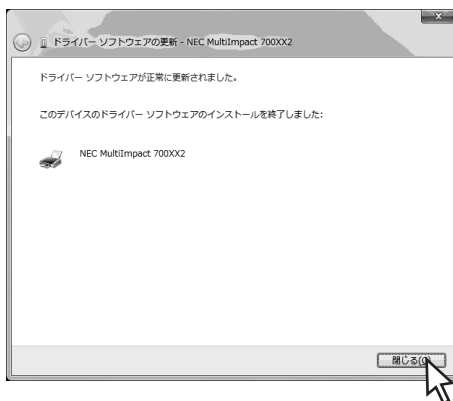 ドライバー ソフトウェアの更新 - NEC MultiImpact 700XX2
ドライバー ソフトウェアが正常に更新されました。
このデバイスのドライバー ソフトウェアのインストールを終了しました:
NEC MultiImpact 700XX2
閉じる